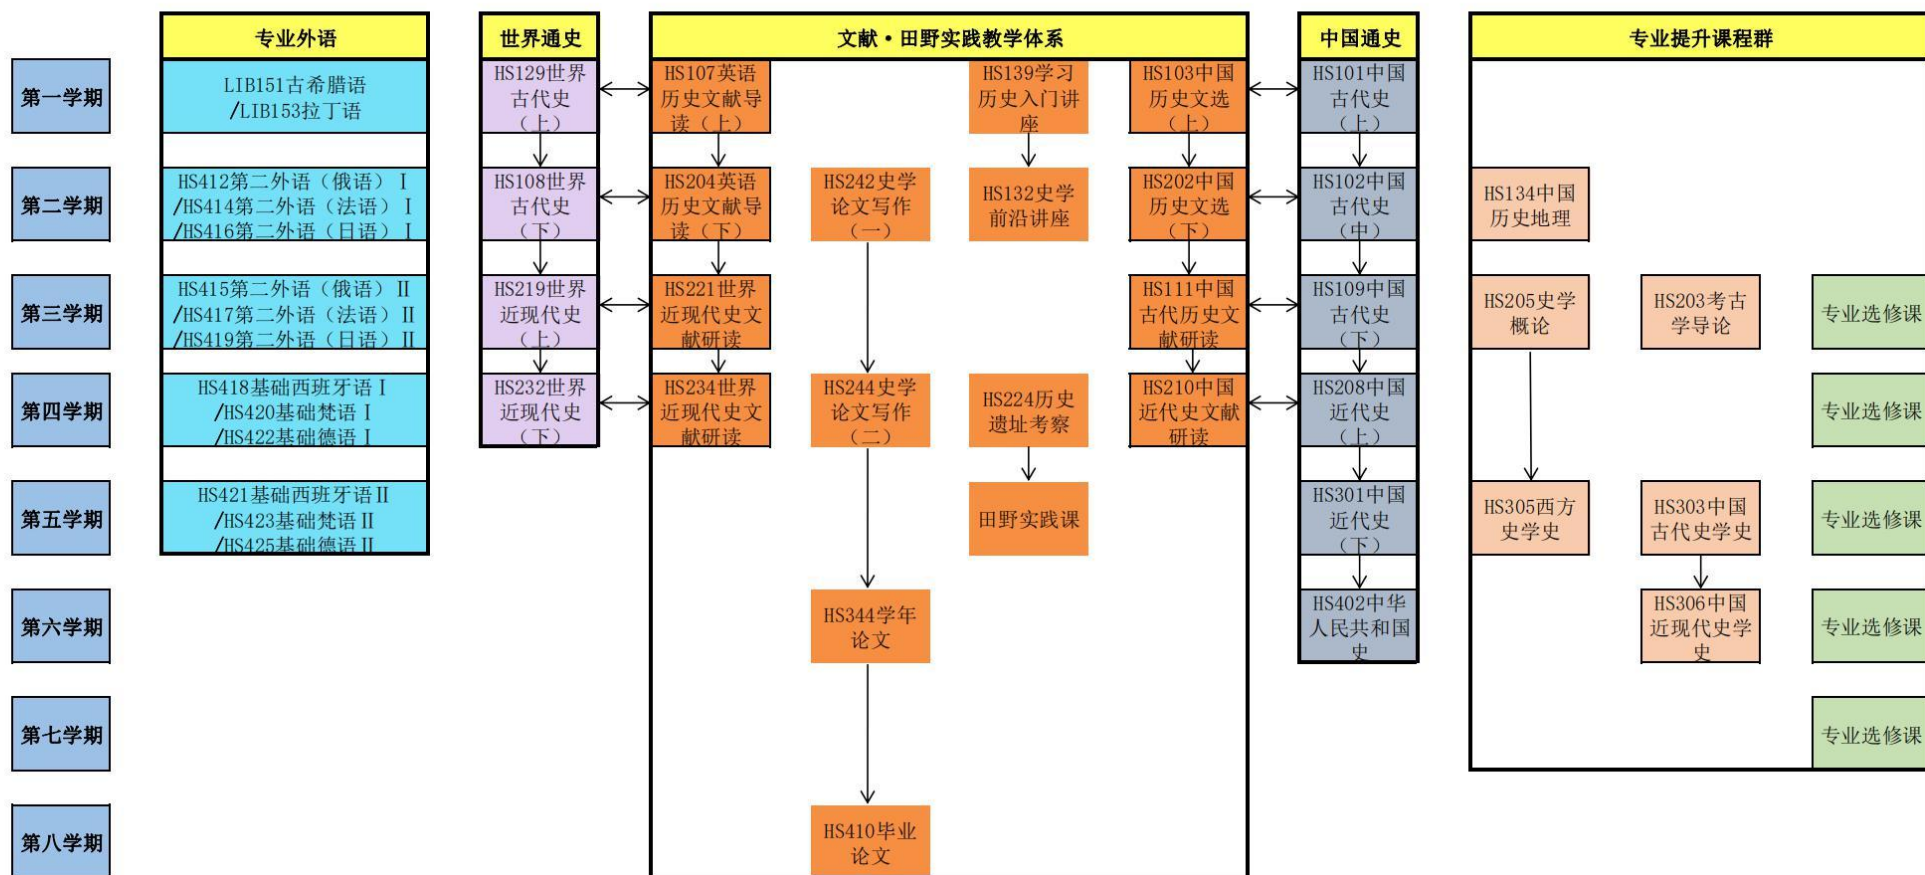 专业外语
世界通史
文献·田野实践教学体系
中国通史
专业提升课程群
第一学期
LIB151古希腊语
/LIB153拉丁语
HS129世界
古代史
（上）
HS107英语
历史文献导
读（上）
HS139学习
历史入门讲
座
HS103中国
历史文选
（上）
HS101中国
古代史
（上）
第二学期
HS412第二外语（俄语）Ⅰ
/HS414第二外语（法语）Ⅰ
/HS416第二外语（日语）Ⅰ
HS108世界
古代史
（下）
HS204英语
历史文献导
读（下）
HS242史学
论文写作
（一）
HS132史学
前沿讲座
HS202中国
历史文选
（下）
HS102中国
古代史
（中）
HS134中国
历史地理
第三学期
HS415第二外语（俄语）Ⅱ
/HS417第二外语（法语）Ⅱ
/HS419第二外语（日语）Ⅱ
HS219世界
近现代史
（上）
HS221世界
近现代史文
献研读
HS111中国
古代历史文
献研读
HS109中国
古代史
（下）
HS205史学
概论
HS203考古
学导论
专业选修课
第四学期
HS418基础西班牙语Ⅰ
/HS420基础梵语Ⅰ
/HS422基础德语Ⅰ
HS232世界
近现代史
（下）
HS234世界
近现代史文
献研读
HS244史学
论文写作
（二）
HS224历史
遗址考察
HS210中国
近代史文献
研读
HS208中国
近代史
（上）
专业选修课
第五学期
HS421基础西班牙语Ⅱ
/HS423基础梵语Ⅱ
/HS425基础德语Ⅱ
田野实践课
HS301中国
近代史
（下）
HS305西方
史学史
HS303中国
古代史学史
专业选修课
第六学期
HS344学年
论文
HS402中华
人民共和国
史
HS306中国
近现代史学
史
专业选修课
第七学期
专业选修课
第八学期
HS410毕业
论文